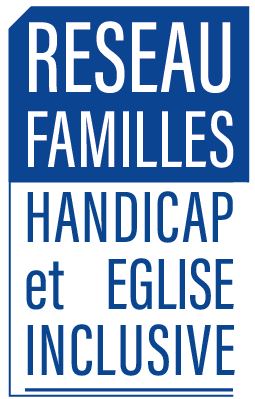 RESEAU
FAMILLES
HANDICAP
et EGLISE
INCLUSIVE